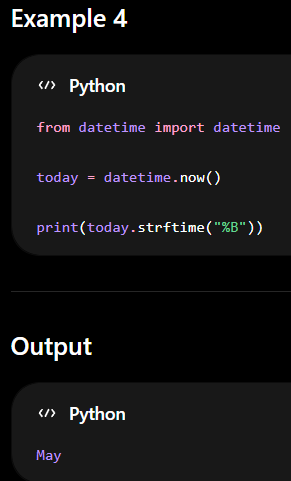 Example 4
Python
from datetime import datetime
today = datetime.now()
print(today.strftime("%B"))
Output
Python
May